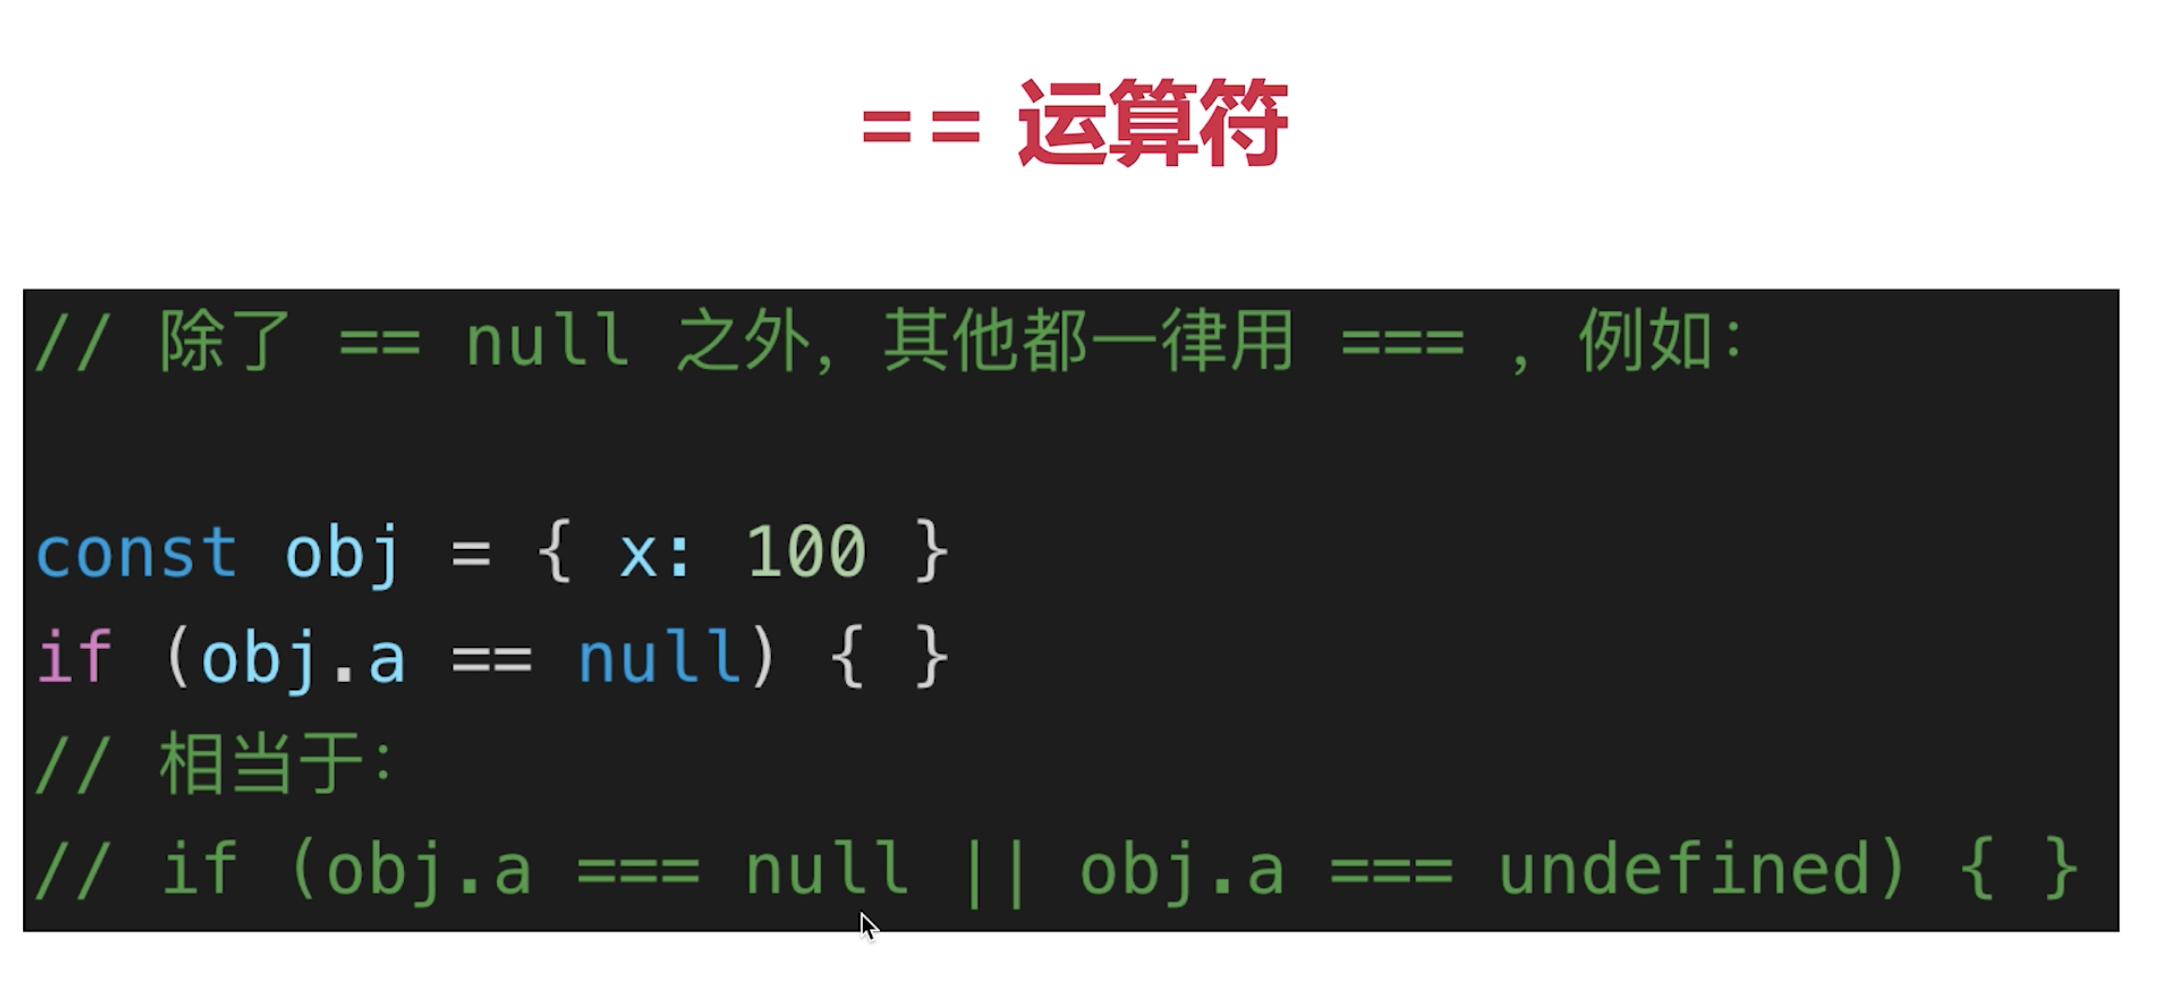 == 运算符
// 除了 == null 之外，其他都一律用 === ，例如：
const obj = { x: 100 }
if (obj.a == null) { }
// 相当于：
// if (obj.a === null || obj.a === undefined) { }